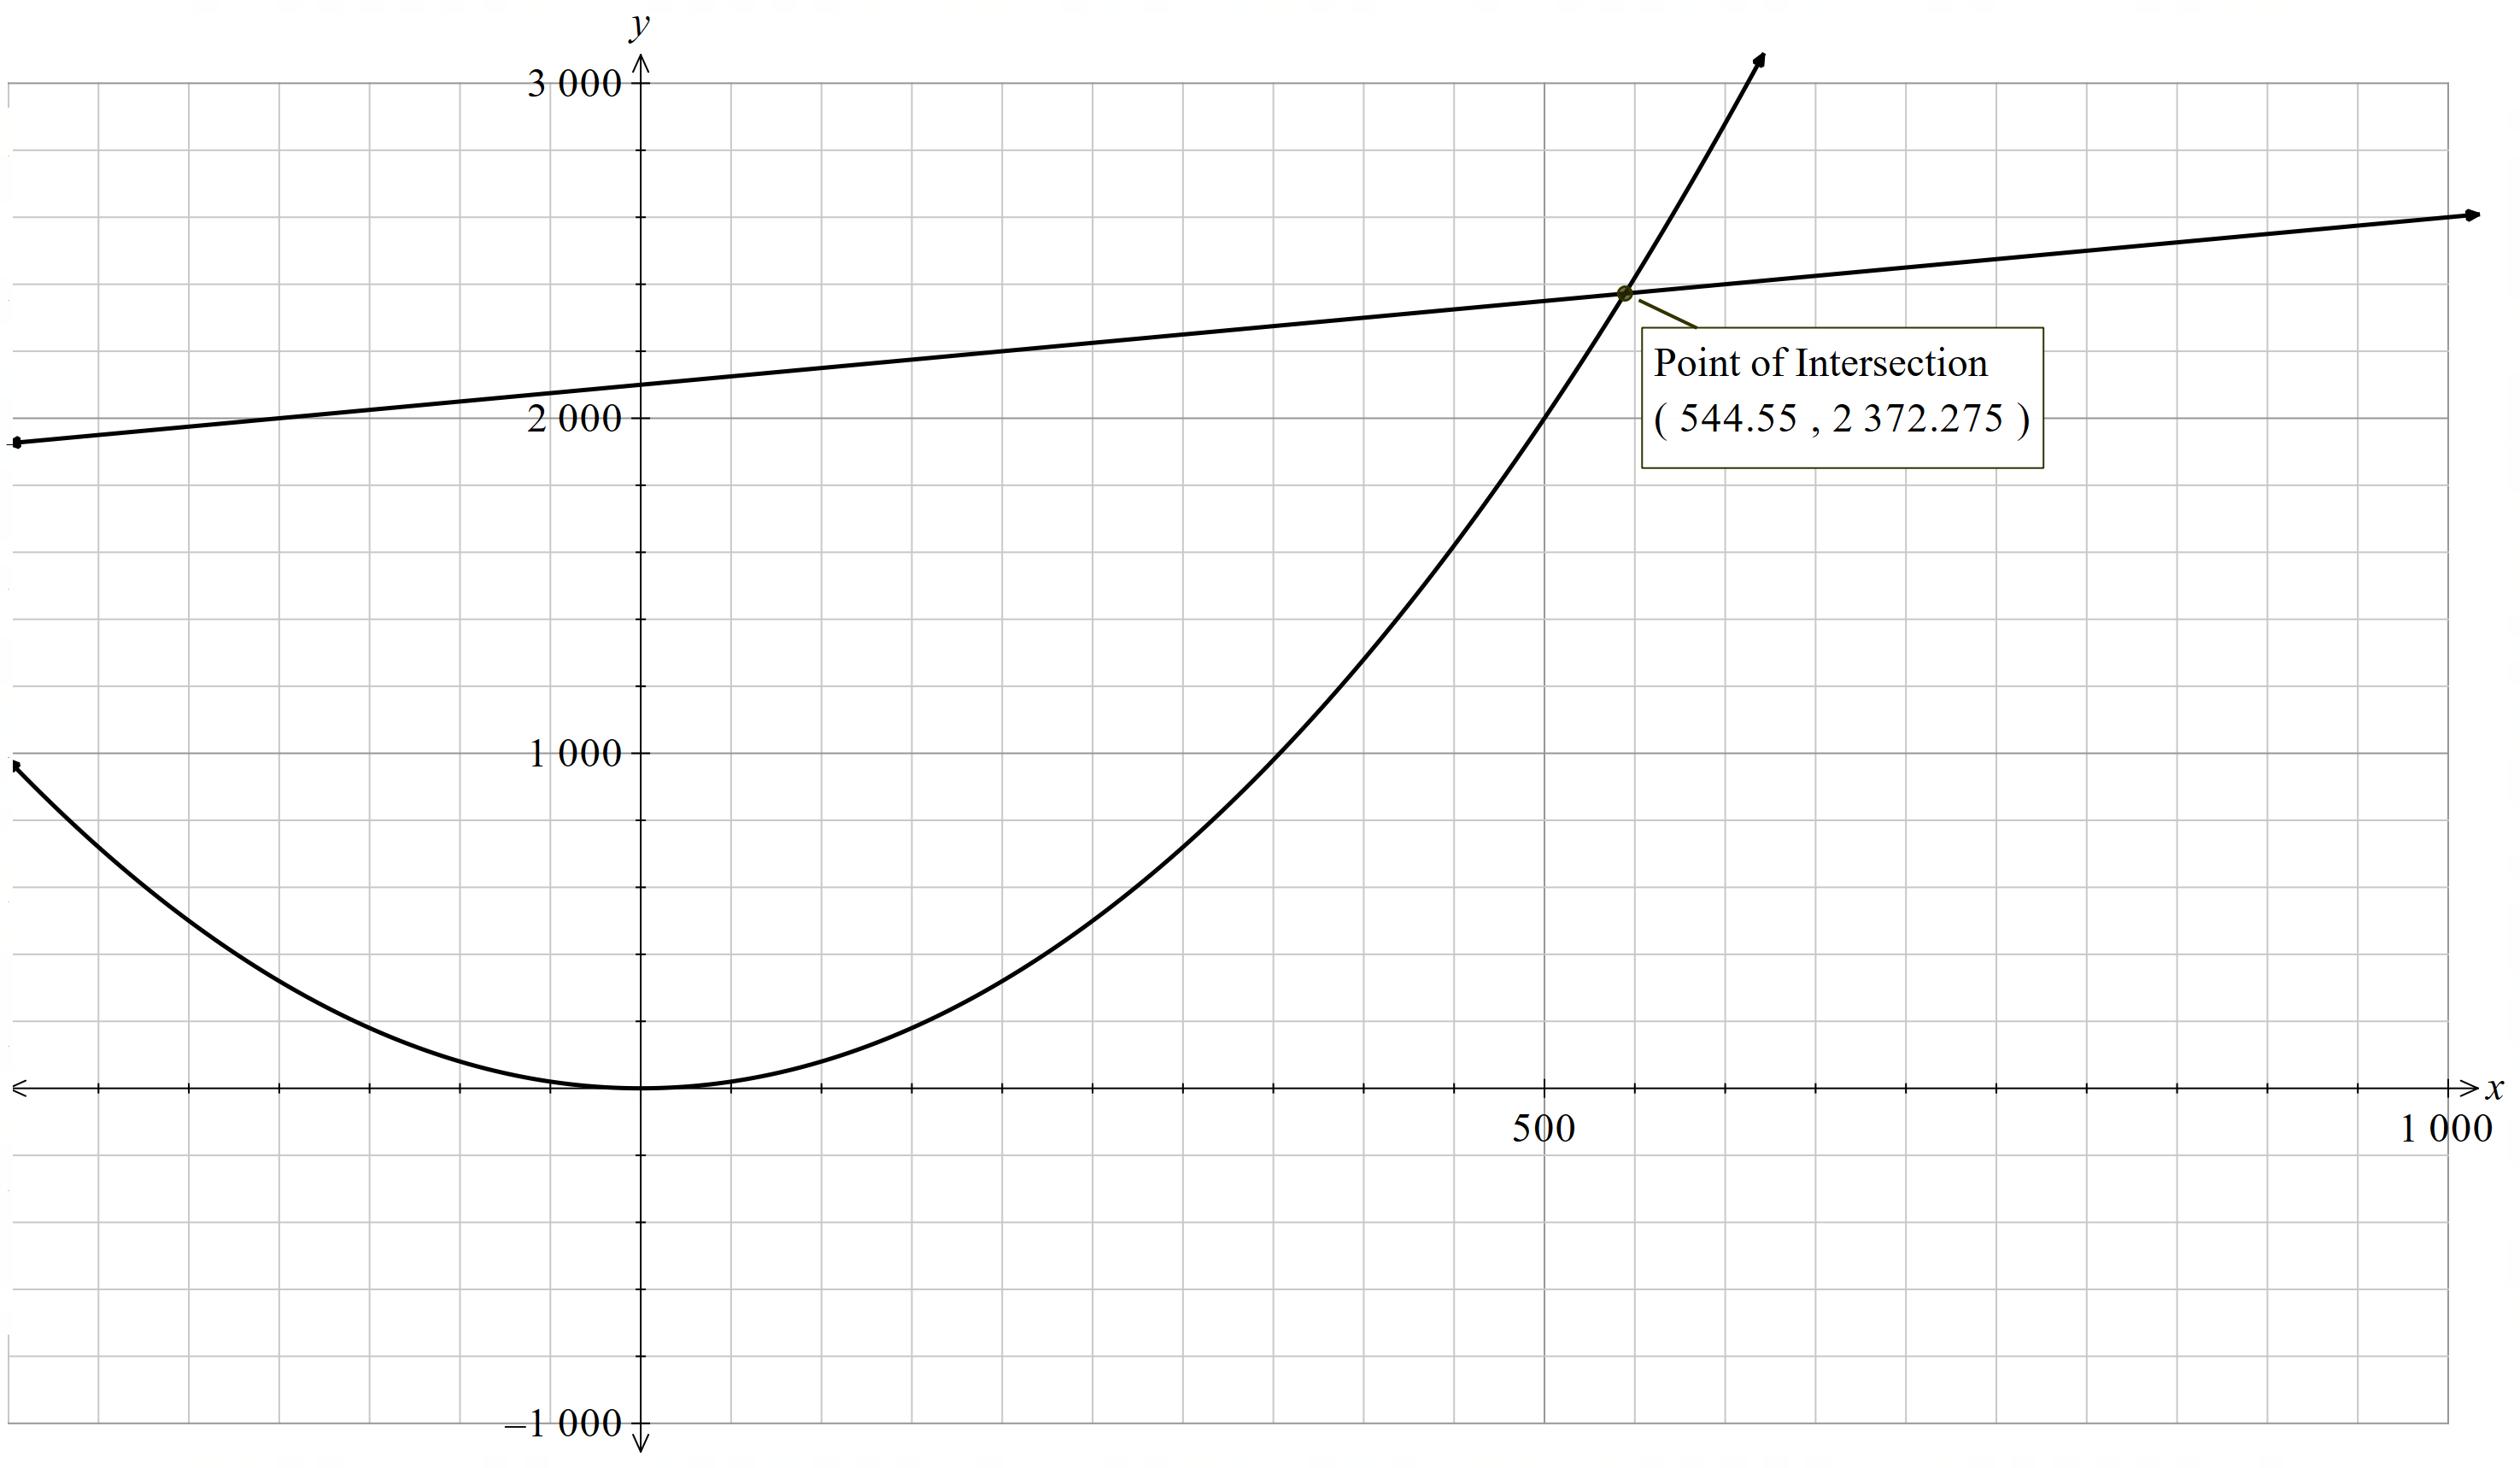 y
3 000
2 000
Point of Intersection
( 544.55 , 2 372.275 )
1 000
x
500
1 000
–1 000